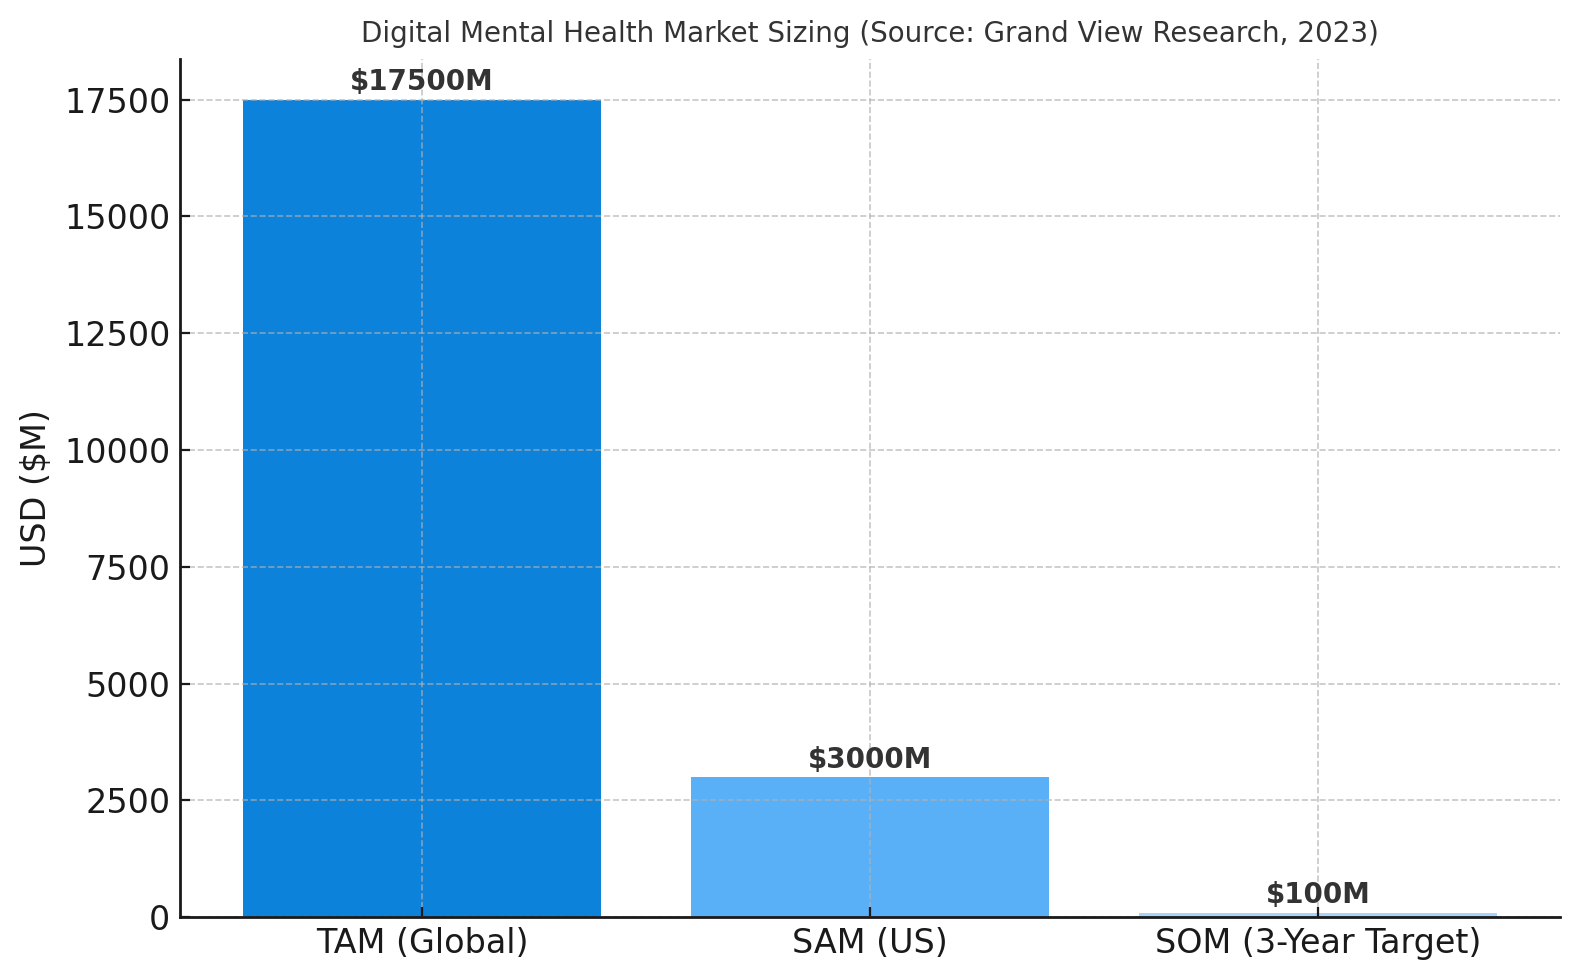 Digital Mental Health Market Sizing (Source: Grand View Research, 2023)
$17500M
17500
15000
12500
10000
7500
5000
2500
0
USD ($M)
$3000M
$100M
TAM (Global)
SAM (US)
SOM (3-Year Target)